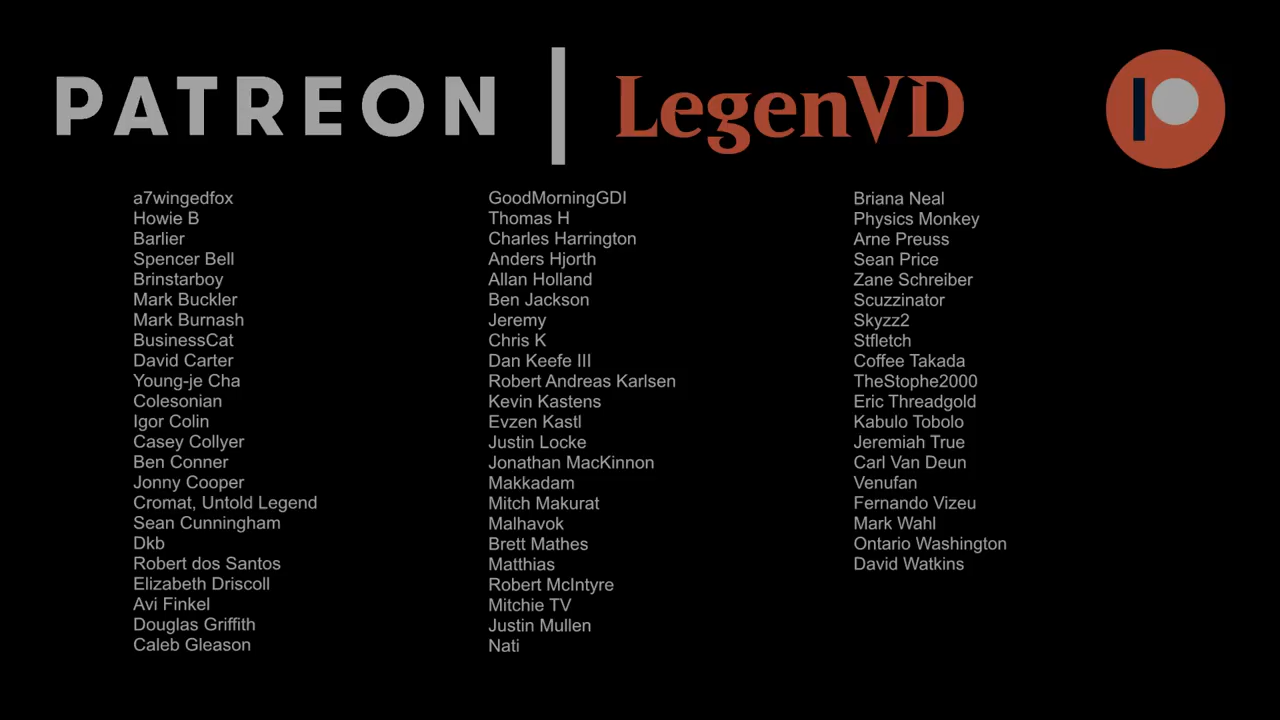 PATREON | LegenVD
a7wingedfox
Howie B
Barlier
Spencer Bell
Brinstarboy
Mark Buckler
Mark Burnash
BusinessCat
David Carter
Young-je Cha
Colesonian
Igor Colin
Casey Collyer
Ben Conner
Jonny Cooper
Cromat, Untold Legend
Sean Cunningham
Dkb
Robert dos Santos
Elizabeth Driscoll
Avi Finkel
Douglas Griffith
Caleb Gleason
GoodMorningGDI
Thomas H
Charles Harrington
Anders Hjorth
Allan Holland
Ben Jackson
Jeremy
Chris K
Dan Keefe III
Robert Andreas Karlsen
Kevin Kastens
Evzen Kastl
Justin Locke
Jonathan MacKinnon
Makkadam
Mitch Makurat
Malhavok
Brett Mathes
Matthias
Robert McIntyre
Mitchie TV
Justin Mullen
Nati
Briana Neal
Physics Monkey
Arne Preuss
Sean Price
Zane Schreiber
Scuzzinator
Skyzz2
Stfletch
Coffee Takada
TheStophe2000
Eric Threadgold
Kabulo Tobolo
Jeremiah True
Carl Van Deun
Venufan
Fernando Vizeu
Mark Wahl
Ontario Washington
David Watkins